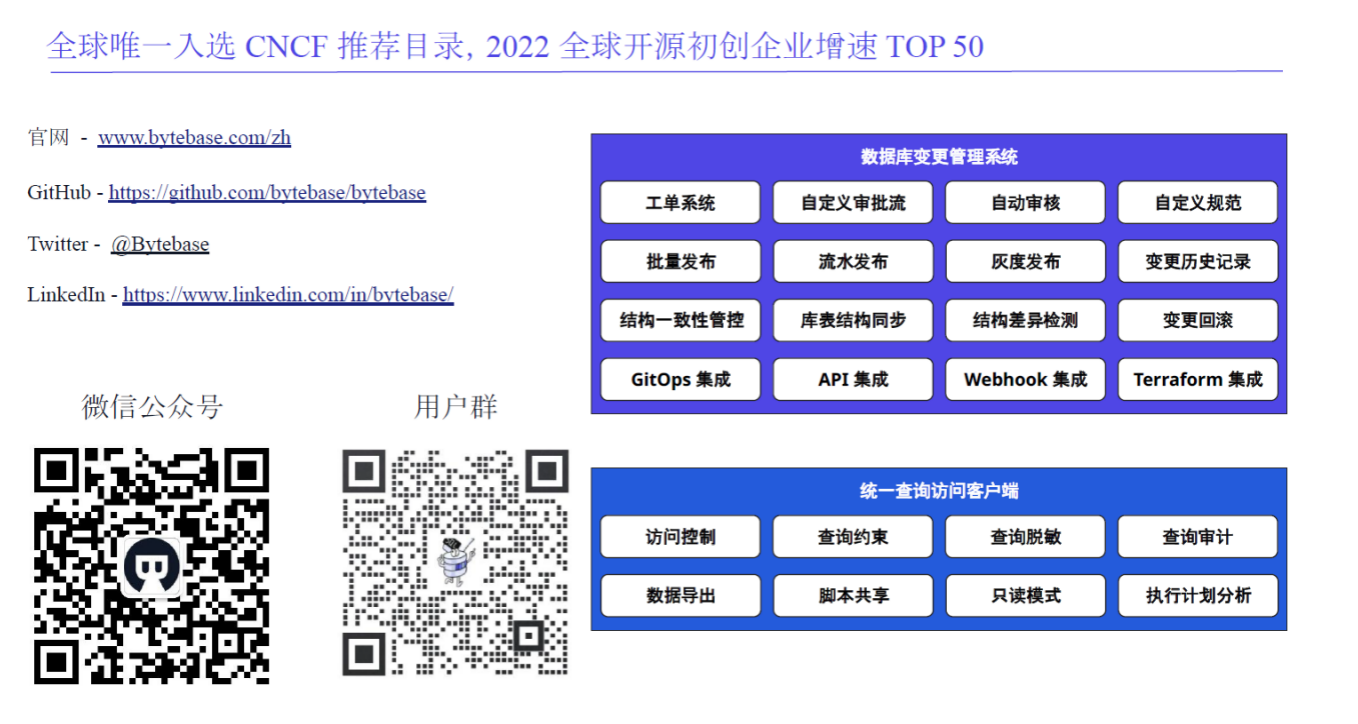 全球唯一入选 CNCF 推荐目录, 2022 全球开源初创企业增速 TOP 50
官网 - www.bytebase.com/zh
GitHub - https://github.com/bytebase/bytebase
Twitter - @Bytebase
LinkedIn - https://www.linkedin.com/in/bytebase/
微信公众号
用户群
数据库变更管理系统
工单系统
自定义审批流
自动审核
自定义规范
批量发布
流水发布
灰度发布
变更历史记录
结构一致性管控
库表结构同步
结构差异检测
变更回滚
GitOps 集成
API 集成
Webhook 集成
Terraform 集成
统一查询访问客户端
访问控制
查询约束
查询脱敏
查询审计
数据导出
脚本共享
只读模式
执行计划分析